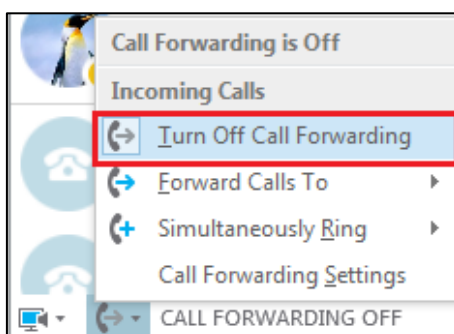 Call Forwarding is Off
Incoming Calls
Turn Off Call Forwarding
Forward Calls To
Simultaneously Ring
Call Forwarding Settings
CALL FORWARDING OFF